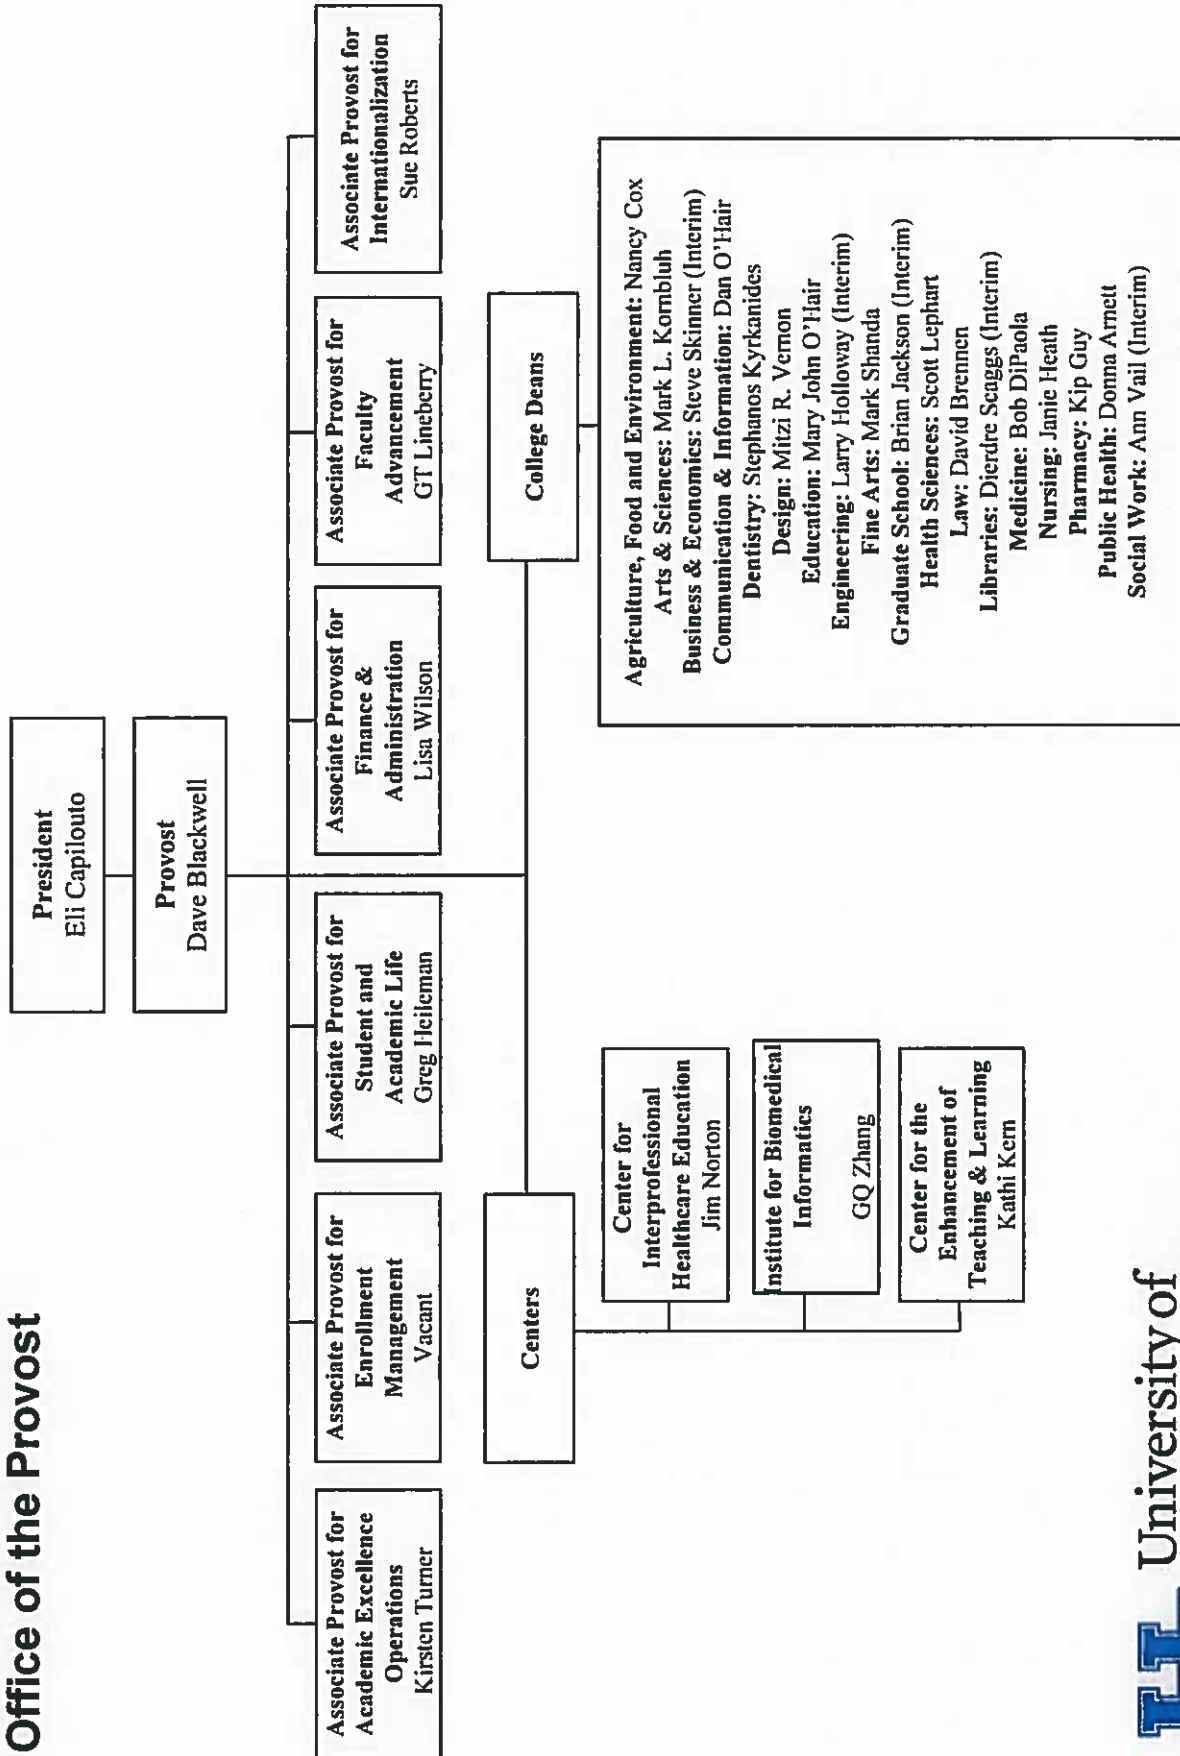 Office of the Provost
President
Eli Capilouto
Provost
Dave Blackwell
Associate Provost for
Academic Excellence
Operations
Kirsten Turner
Associate Provost for
Enrollment
Management
Vacant
Associate Provost for
Student and
Academic Life
Greg Heileman
Associate Provost for
Finance &
Administration
Lisa Wilson
Associate Provost for
Faculty
Advancement
GT Lineberry
Associate Provost for
Internationalization
Sue Roberts
Centers
College Deans
Center for
Interprofessional
Healthcare Education
Jim Norton
Institute for Biomedical
Informatics
GQ Zhang
Center for the
Enhancement of
Teaching & Learning
Kathi Kern
Agriculture, Food and Environment: Nancy Cox
Arts & Sciences: Mark L. Kornbluh
Business & Economics: Steve Skinner (Interim)
Communication & Information: Dan O'Hair
Dentistry: Stephanos Kyrkanides
Design: Mitzi R. Vernon
Education: Mary John O'Hair
Engineering: Larry Holloway (Interim)
Fine Arts: Mark Shanda
Graduate School: Brian Jackson (Interim)
Health Sciences: Scott Lephart
Law: David Brennen
Libraries: Dierdre Scaggs (Interim)
Medicine: Bob DiPaola
Nursing: Janie Heath
Pharmacy: Kip Guy
Public Health: Donna Arnett
Social Work: Ann Vail (Interim)
University of